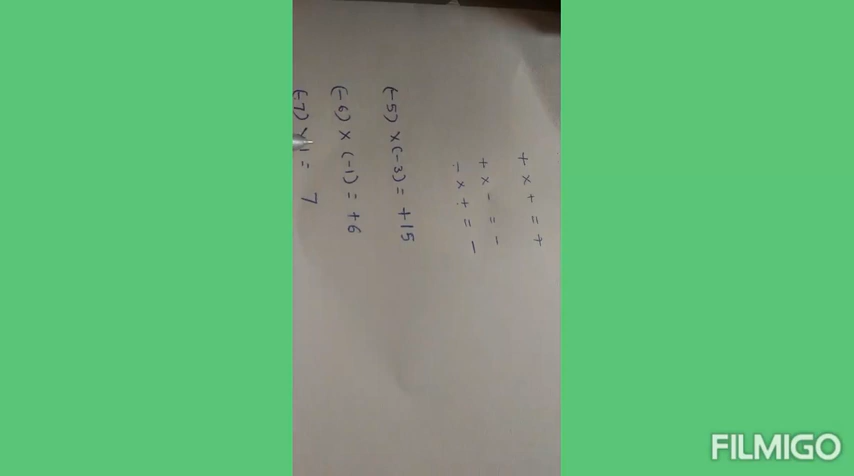 + x + = +
+ x - = -
- x + = -
(-5) x (-3) = +15
(-6) x (-1) = +6
(-7) x 1 = 7
FILMIGO